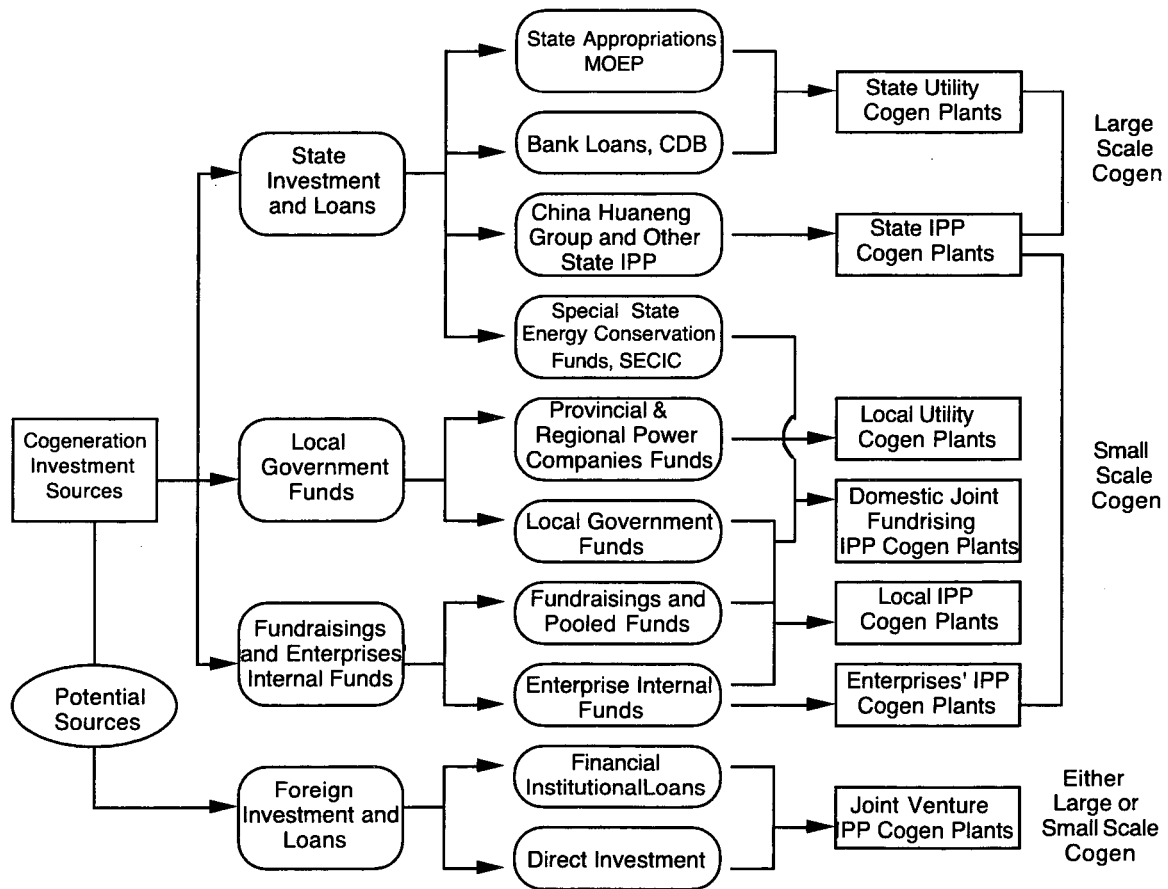 State Appropriations
MOEP
Bank Loans, CDB
China Huaneng
Group and Other
State IPP
Special State
Energy Conservation
Funds, SECIC
Provincial &
Regional Power
Companies Funds
Local Government
Funds
Fundraisings and
Pooled Funds
Enterprise Internal
Funds
Financial
InstitutionalLoans
Direct Investment
State
Investment
and Loans
Local
Government
Funds
Fundraisings
and Enterprises'
Internal Funds
Foreign
Investment and
Loans
Cogeneration
Investment
Sources
Potential
Sources
State Utility
Cogen Plants
State IPP
Cogen Plants
Local Utility
Cogen Plants
Domestic Joint
Fundrising
IPP Cogen Plants
Local IPP
Cogen Plants
Enterprises' IPP
Cogen Plants
Joint Venture
IPP Cogen Plants
Large
Scale
Cogen
Small
Scale
Cogen
Either
Large or
Small Scale
Cogen